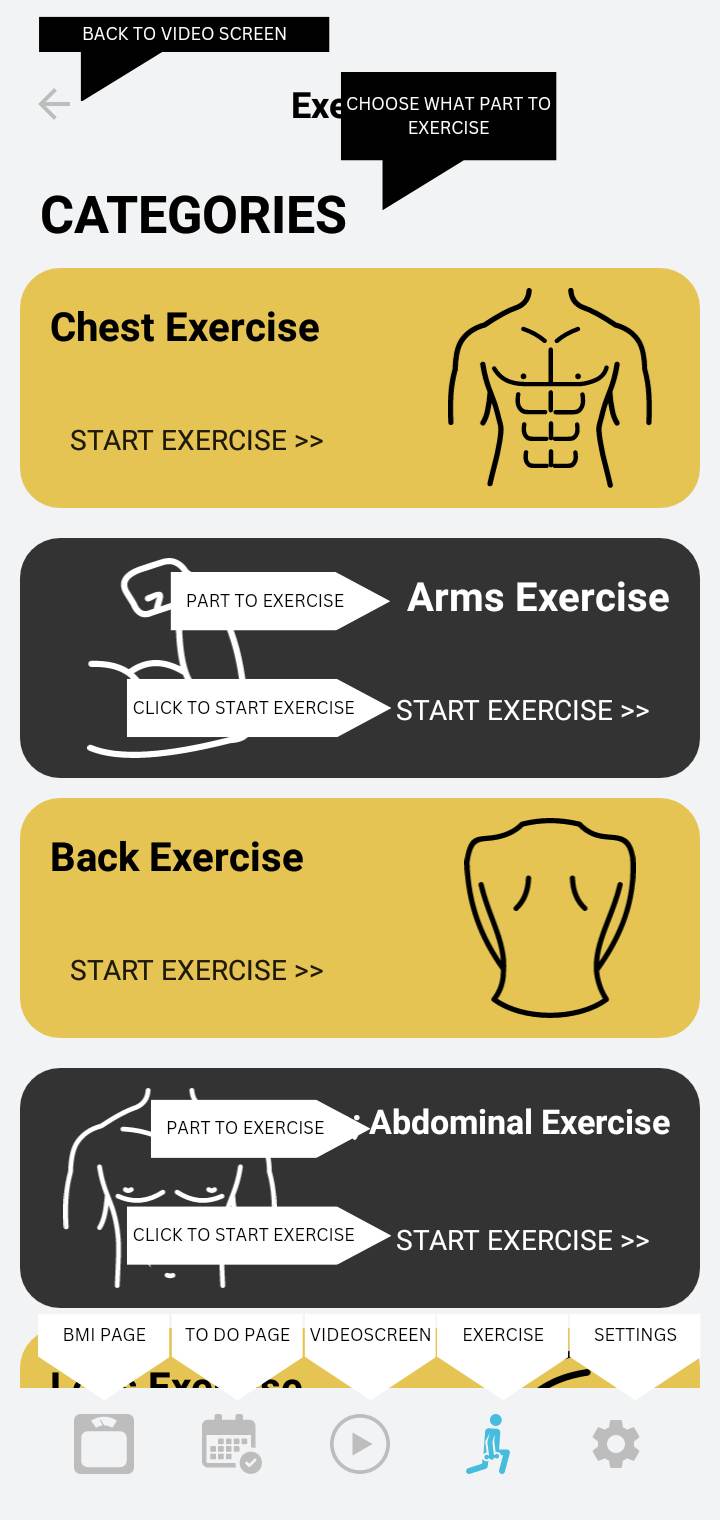 BACK TO VIDEO SCREEN
CHOOSE WHAT PART TO
EXERCISE
CATEGORIES
Chest Exercise
START EXERCISE >>
PART TO EXERCISE
Arms Exercise
CLICK TO START EXERCISE
START EXERCISE >>
Back Exercise
START EXERCISE >>
PART TO EXERCISE
Abdominal Exercise
CLICK TO START EXERCISE
START EXERCISE >>
BMI PAGE
TO DO PAGE
VIDEOSCREEN
EXERCISE
SETTINGS